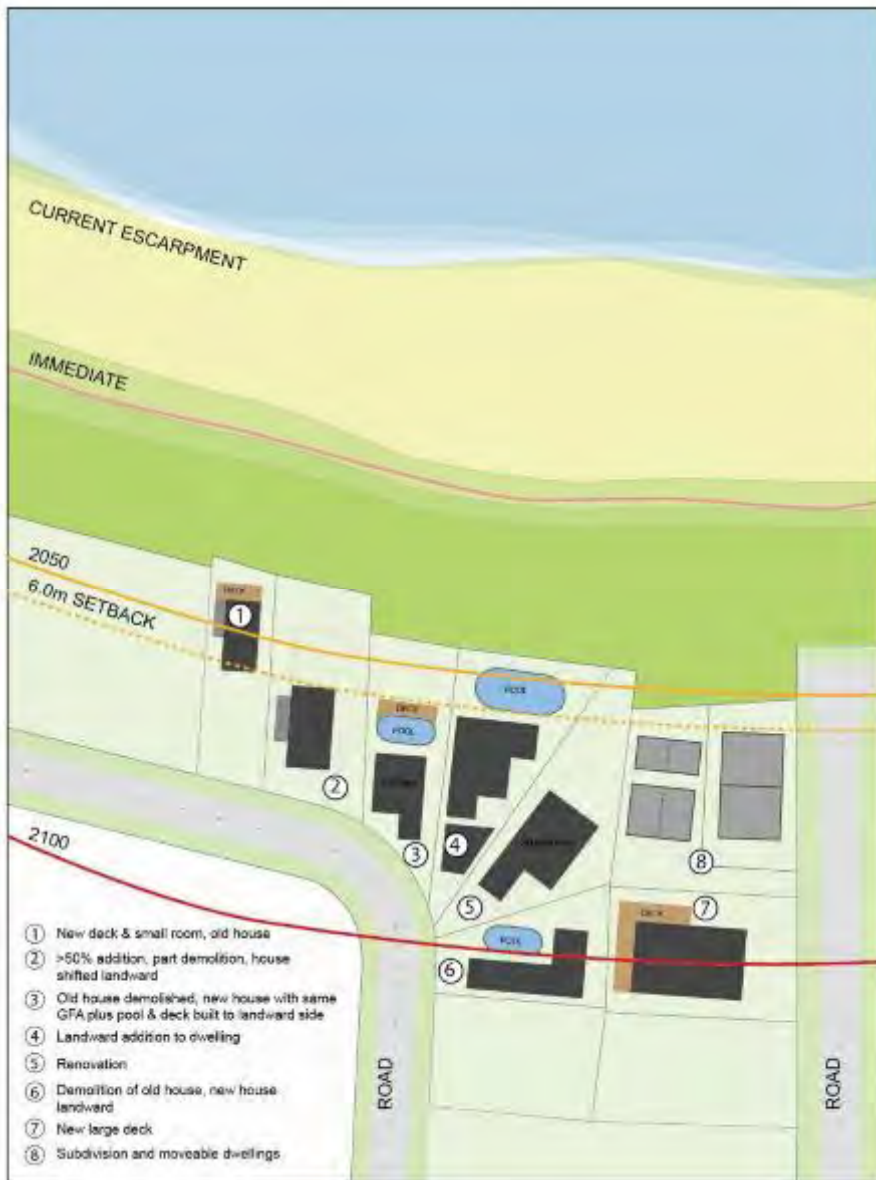 CURRENT ESCARPMENT
IMMEDIATE
2050
6.0m SETBACK
DECK
1
POOL
DECK
POOL
2
3
4
5
8
2100
DECK
7
POOL
6
① New deck & small room, old house
② >50% addition, part demolition, house
shifted landward
③ Old house demolished, new house with same
GFA plus pool & deck built to landward side
④ Landward addition to dwelling
⑤ Renovation
⑥ Demolition of old house, new house
landward
⑦ New large deck
⑧ Subdivision and moveable dwellings
ROAD
ROAD